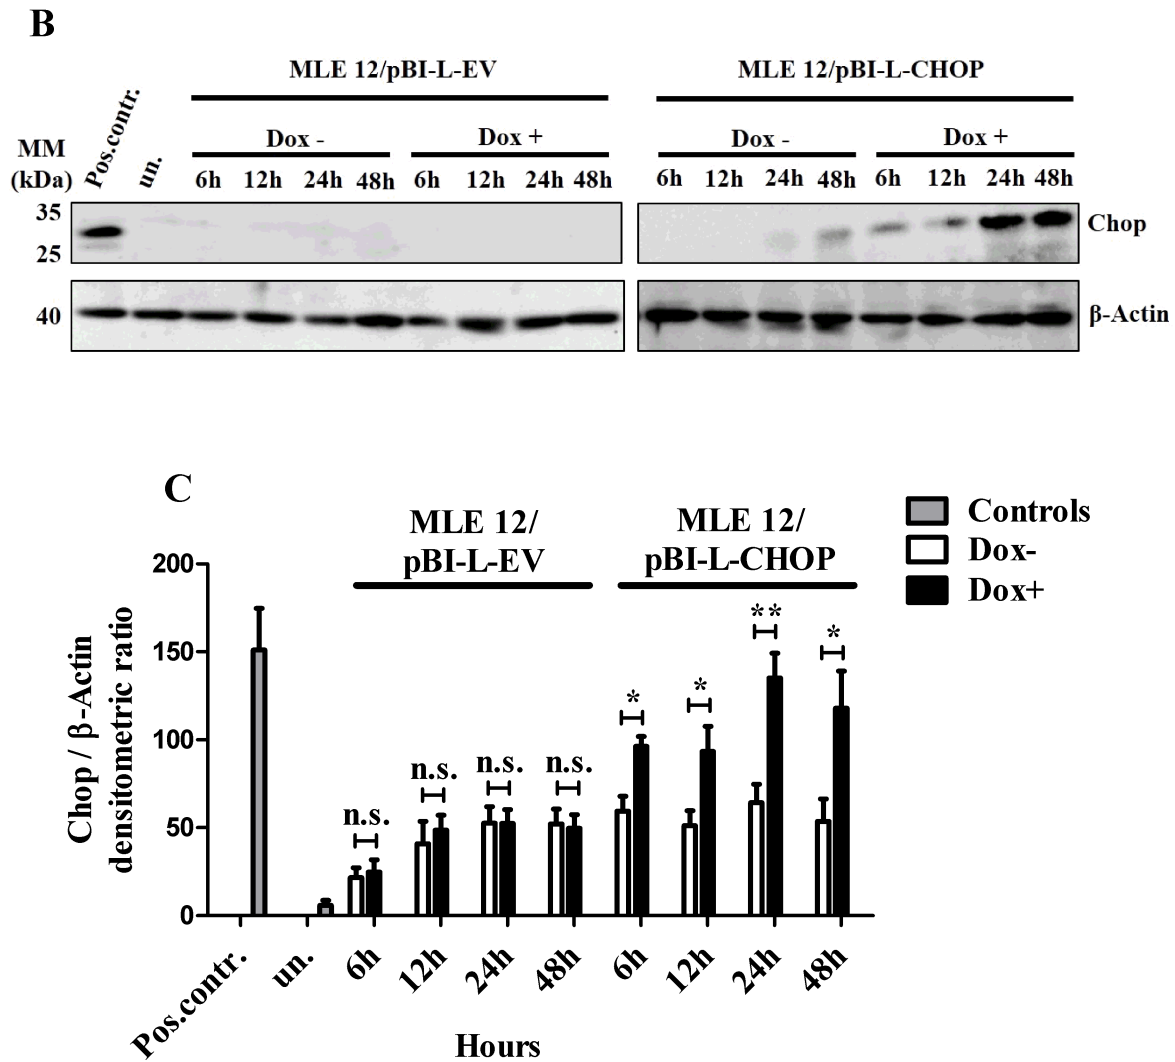 B
MLE 12/pBI-L-EV MLE 12/pBI-L-CHOP
Dox - Dox + Dox - Dox +
MM
(kDa)
Pos.contr. un. 6h 12h 24h 48h 6h 12h 24h 48h 6h 12h 24h 48h 6h 12h 24h 48h
35
Chop
25
40
β-Actin
C
Controls
Dox-
Dox+
MLE 12/
pBI-L-EV
MLE 12/
pBI-L-CHOP
Chop / β-Actin
densitometric ratio
200
150
100
50
0
n.s. n.s. n.s. n.s. * * ** *
Pos.contr. un. 6h 12h 24h 48h 6h 12h 24h 48h
Hours